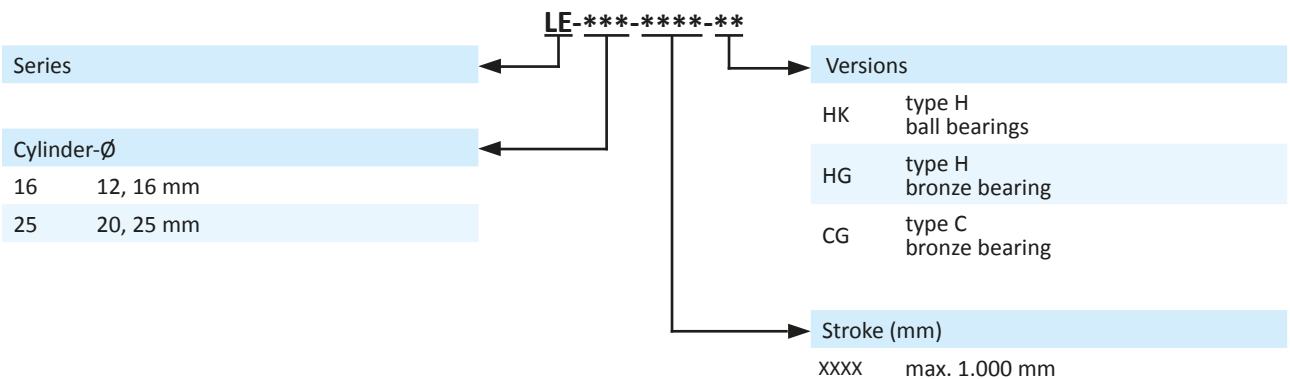 LE-***-****-**
Series
Cylinder-Ø
16 12, 16 mm
25 20, 25 mm
Versions
HK type H
ball bearings
HG type H
bronze bearing
CG type C
bronze bearing
Stroke (mm)
XXXX max. 1.000 mm